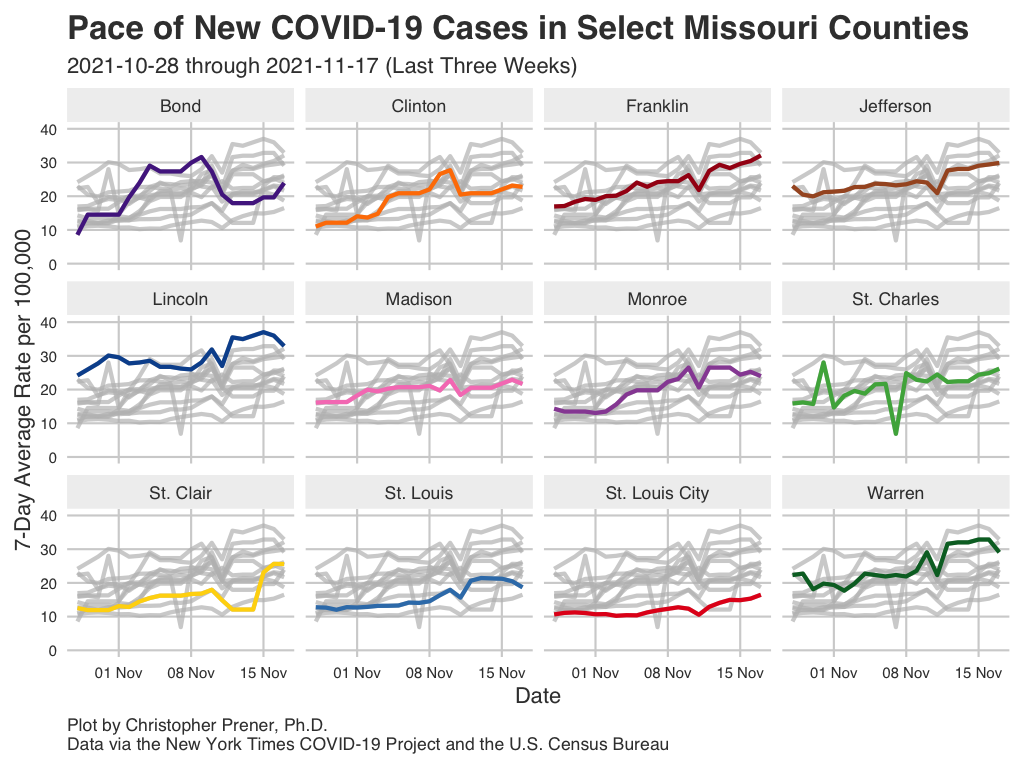 Pace of New COVID-19 Cases in Select Missouri Counties
2021-10-28 through 2021-11-17 (Last Three Weeks)
7-Day Average Rate per 100,000
Bond Clinton Franklin Jefferson
40
30
20
10
0
Lincoln Madison Monroe St. Charles
40
30
20
10
0
St. Clair St. Louis St. Louis City Warren
40
30
20
10
0
01 Nov 08 Nov 15 Nov 01 Nov 08 Nov 15 Nov 01 Nov 08 Nov 15 Nov 01 Nov 08 Nov 15 Nov
Date
Plot by Christopher Prener, Ph.D.
Data via the New York Times COVID-19 Project and the U.S. Census Bureau